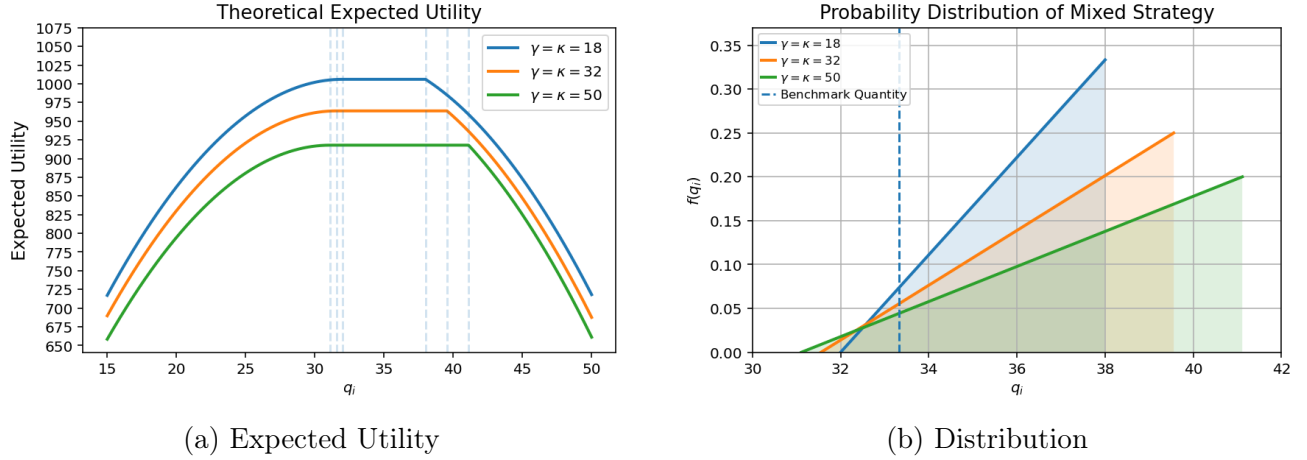 Theoretical Expected Utility
1075
1050
1025
1000
975
950
925
900
875
850
825
800
775
750
725
700
675
650
Expected Utility
15 20 25 30 35 40 45 50
q_i
γ = κ = 18
γ = κ = 32
γ = κ = 50
(a) Expected Utility
Probability Distribution of Mixed Strategy
0.35
0.30
0.25
0.20
0.15
0.10
0.05
0.00
f(q_i)
30 32 34 36 38 40 42
q_i
γ = κ = 18
γ = κ = 32
γ = κ = 50
Benchmark Quantity
(b) Distribution